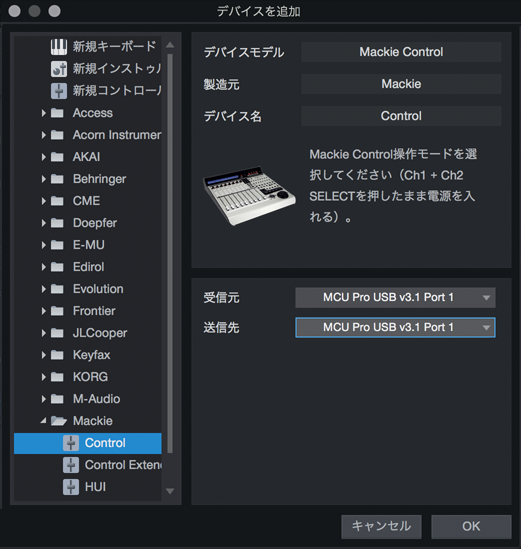 デバイスを追加
新規キーボード
新規インストゥル
新規コントロール
Access
Acorn Instrumen
AKAI
Behringer
CME
Doepfer
E-MU
Edirol
Evolution
Frontier
JLCooper
Keyfax
KORG
M-Audio
Mackie
Control
Control Exten
HUI
デバイスモデル Mackie Control
製造元 Mackie
デバイス名 Control
Mackie Control操作モードを選
択してください（Ch1 + Ch2
SELECTを押したまま電源を入
れる）。
受信元 MCU Pro USB v3.1 Port 1
送信先 MCU Pro USB v3.1 Port 1
キャンセル OK